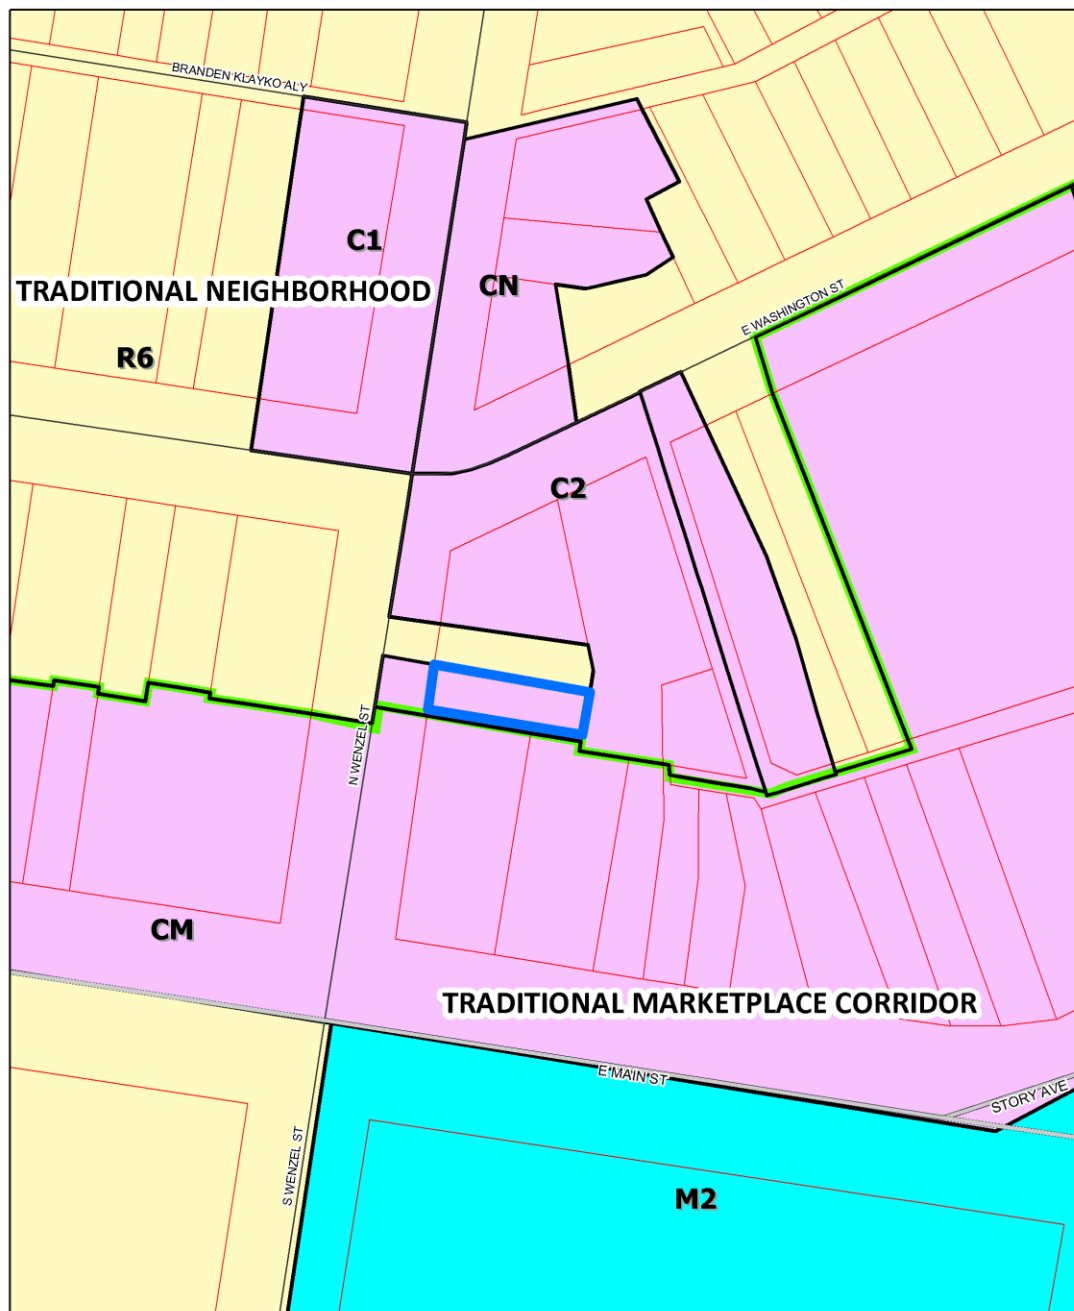 BRANDEN KLAYKO ALY
C1
CN
TRADITIONAL NEIGHBORHOOD
E WASHINGTON ST
R6
C2
N WENZEL ST
CM
TRADITIONAL MARKETPLACE CORRIDOR
E MAIN ST
STORY AVE
S WENZEL ST
M2